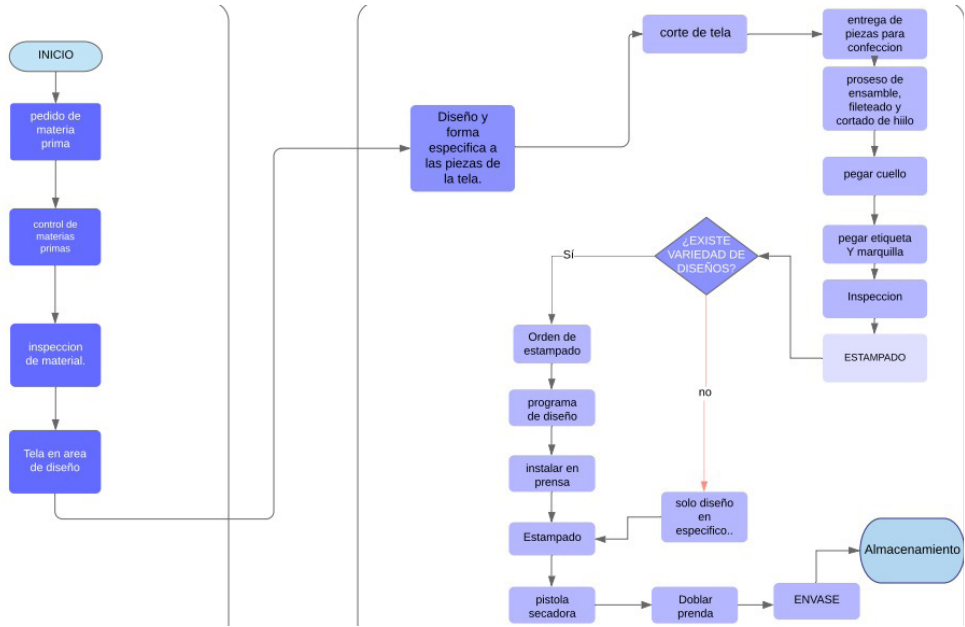 INICIO
pedido de
materia
prima
control de
materias
primas
inspeccion
de material.
Tela en area
de diseño
Diseño y
forma
especifica a
las piezas de
la tela.
corte de tela
entrega de
piezas para
confeccion
proseso de
ensamble,
fileteado y
cortado de hiilo
pegar cuello
pegar etiqueta
Y marquilla
Inspeccion
ESTAMPADO
¿EXISTE
VARIEDAD DE
DISEÑOS?
Sí
no
Orden de
estampado
programa
de diseño
instalar en
prensa
solo diseño
en
especifico..
Estampado
pistola
secadora
Doblar
prenda
ENVASE
Almacenamiento